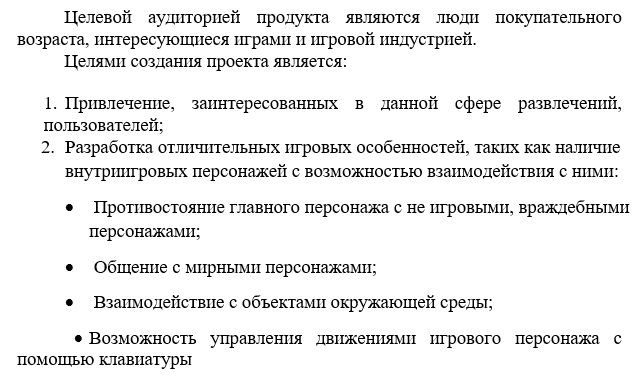 Целевой аудиторией продукта являются люди покупательного
возраста, интересующиеся играми и игровой индустрией.
Целями создания проекта является:
1. Привлечение, заинтересованных в данной сфере развлечений,
пользователей;
2. Разработка отличительных игровых особенностей, таких как наличие
внутриигровых персонажей с возможностью взаимодействия с ними:
• Противостояние главного персонажа с не игровыми, враждебными
персонажами;
• Общение с мирными персонажами;
• Взаимодействие с объектами окружающей среды;
• Возможность управления движениями игрового персонажа с
помощью клавиатуры